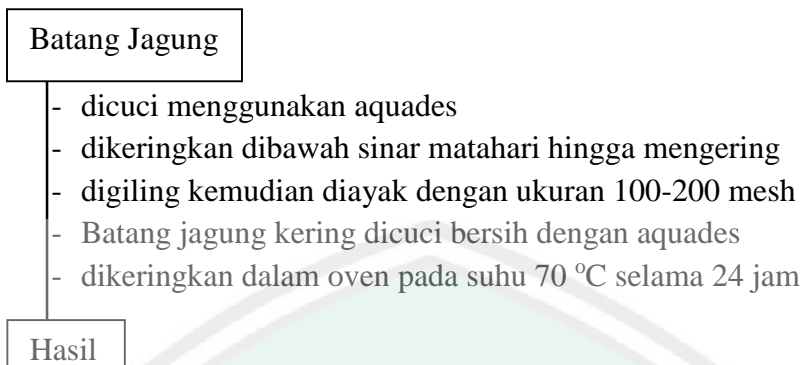 Batang Jagung
- dicuci menggunakan aquades
- dikeringkan dibawah sinar matahari hingga mengering
- digiling kemudian diayak dengan ukuran 100-200 mesh
- Batang jagung kering dicuci bersih dengan aquades
- dikeringkan dalam oven pada suhu 70 °C selama 24 jam
Hasil